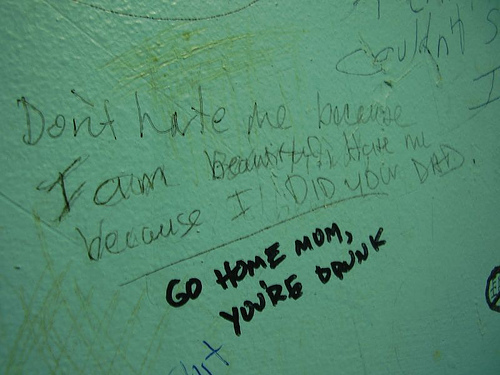 couldn't
I
Don't hate me because
I am beautiful, Hate me
because I DID YOUR DAD.
GO HOME MOM,
YOU'RE DRUNK